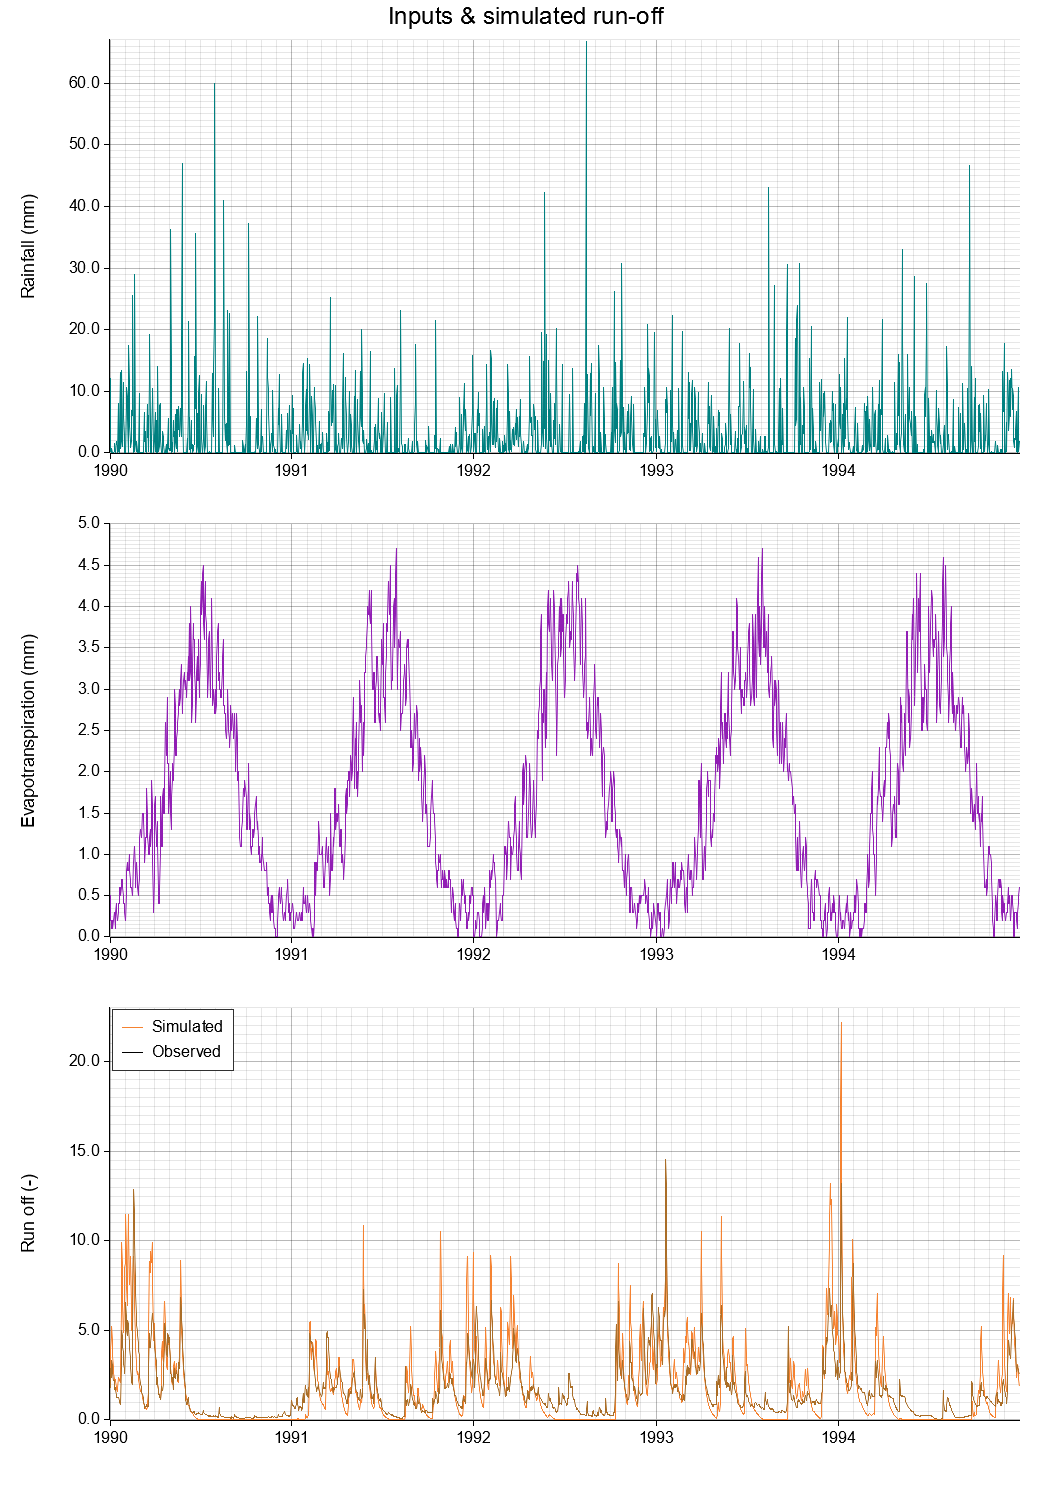 Inputs & simulated run-off
Rainfall (mm)
60.0
50.0
40.0
30.0
20.0
10.0
0.0
1990 1991 1992 1993 1994
Evapotranspiration (mm)
5.0
4.5
4.0
3.5
3.0
2.5
2.0
1.5
1.0
0.5
0.0
1990 1991 1992 1993 1994
Run off (-)
Simulated
Observed
20.0
15.0
10.0
5.0
0.0
1990 1991 1992 1993 1994